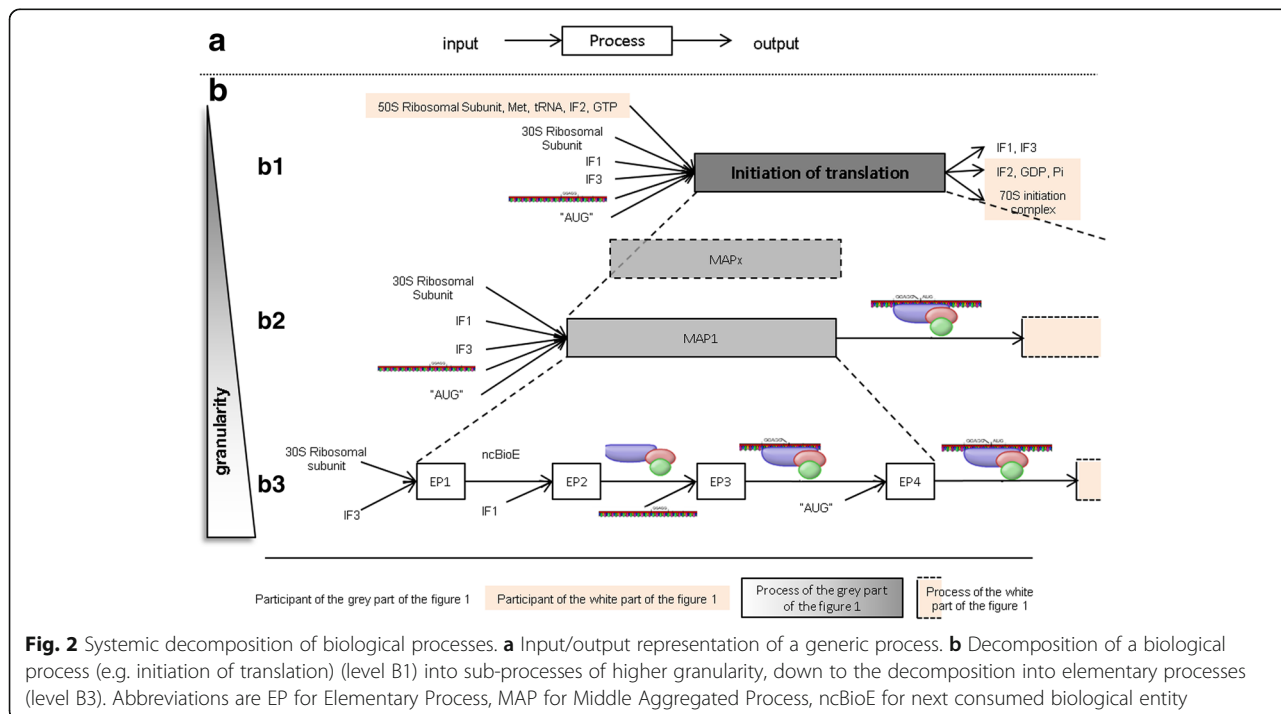 a
input
Process
output
b
50S Ribosomal Subunit, Met, tRNA, IF2, GTP
30S Ribosomal
Subunit
IF1
IF3
"AUG"
b1
Initiation of translation
IF1, IF3
IF2, GDP, Pi
70S initiation
complex
MAPx
30S Ribosomal
Subunit
IF1
IF3
"AUG"
b2
MAP1
AUG
granularity
b3
30S Ribosomal
subunit
IF3
EP1
ncBioE
IF1
EP2
EP3
"AUG"
EP4
AUG
Participant of the grey part of the figure 1
Participant of the white part of the figure 1
Process of the grey part
of the figure 1
Process of the white
part of the figure 1
Fig. 2 Systemic decomposition of biological processes. a Input/output representation of a generic process. b Decomposition of a biological
process (e.g. initiation of translation) (level B1) into sub-processes of higher granularity, down to the decomposition into elementary processes
(level B3). Abbreviations are EP for Elementary Process, MAP for Middle Aggregated Process, ncBioE for next consumed biological entity